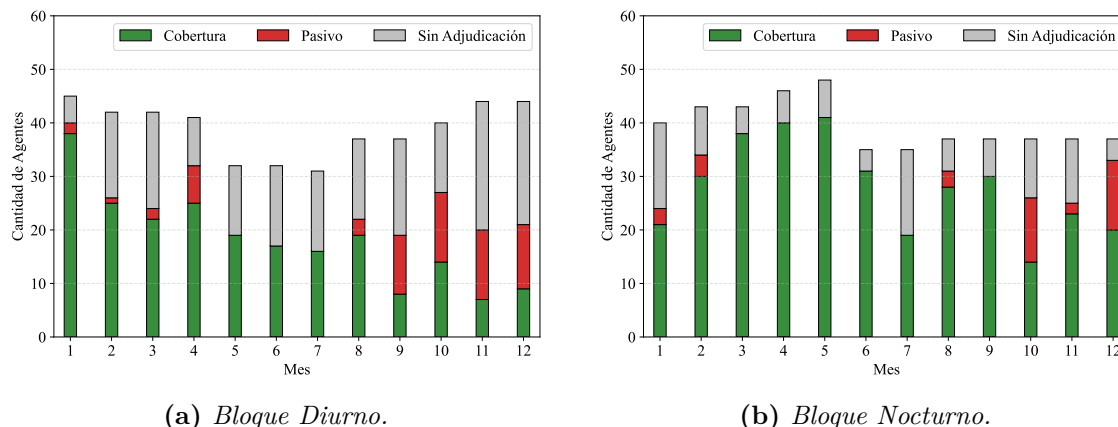 60
50
40
30
20
10
0
Cantidad de Agentes
Cobertura Pasivo Sin Adjudicación
1 2 3 4 5 6 7 8 9 10 11 12
Mes
(a) Bloque Diurno.
60
50
40
30
20
10
0
Cantidad de Agentes
Cobertura Pasivo Sin Adjudicación
1 2 3 4 5 6 7 8 9 10 11 12
Mes
(b) Bloque Nocturno.